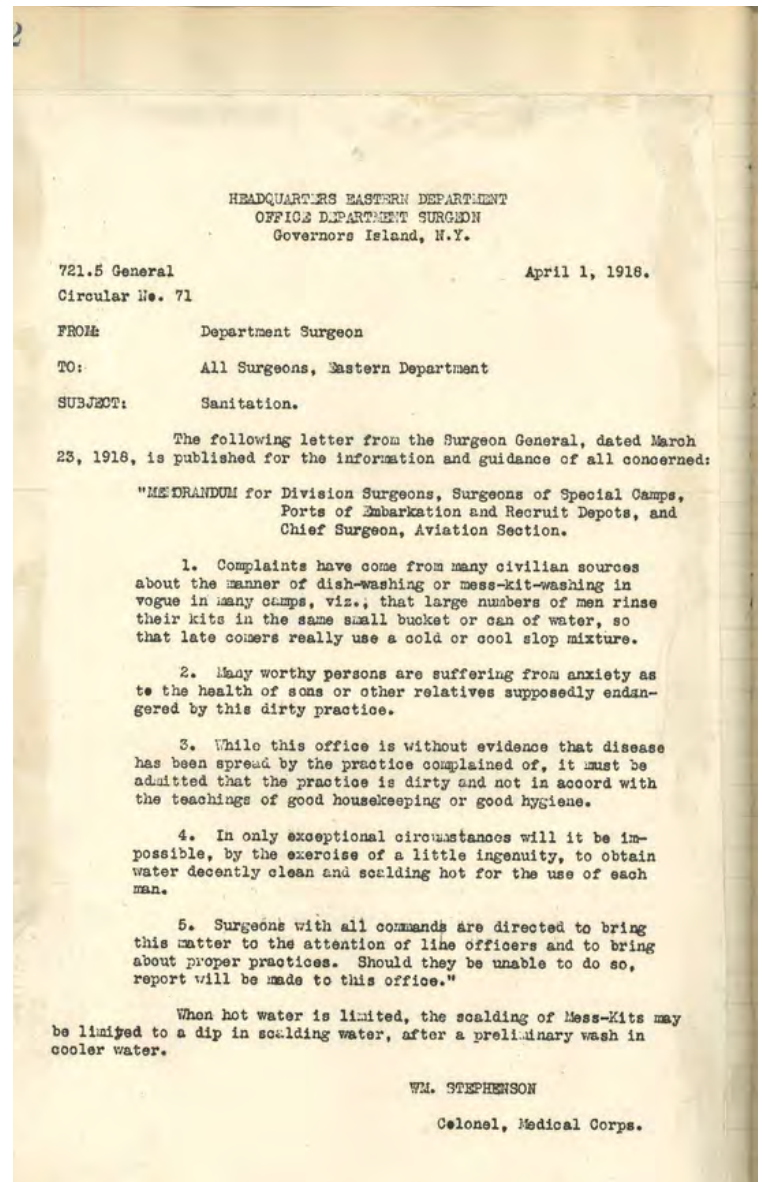 2
HEADQUARTERS EASTERN DEPARTMENT
OFFICE DEPARTMENT SURGEON
Governors Island, N.Y.
721.5 General April 1, 1918.
Circular No. 71
FROM: Department Surgeon
TO: All Surgeons, Eastern Department
SUBJECT: Sanitation.
The following letter from the Surgeon General, dated March
23, 1918, is published for the information and guidance of all concerned:
"MEMORANDUM for Division Surgeons, Surgeons of Special Camps,
Ports of Embarkation and Recruit Depots, and
Chief Surgeon, Aviation Section.
1. Complaints have come from many civilian sources
about the manner of dish-washing or mess-kit-washing in
vogue in many camps, viz., that large numbers of men rinse
their kits in the same small bucket or can of water, so
that late comers really use a cold or cool slop mixture.
2. Many worthy persons are suffering from anxiety as
to the health of sons or other relatives supposedly endan-
gered by this dirty practice.
3. While this office is without evidence that disease
has been spread by the practice complained of, it must be
admitted that the practice is dirty and not in accord with
the teachings of good housekeeping or good hygiene.
4. In only exceptional circumstances will it be im-
possible, by the exercise of a little ingenuity, to obtain
water decently clean and scalding hot for the use of each
man.
5. Surgeons with all commands are directed to bring
this matter to the attention of line officers and to bring
about proper practices. Should they be unable to do so,
report will be made to this office."
When hot water is limited, the scalding of Mess-Kits may
be limited to a dip in scalding water, after a preliminary wash in
cooler water.
WM. STEPHENSON
Colonel, Medical Corps.